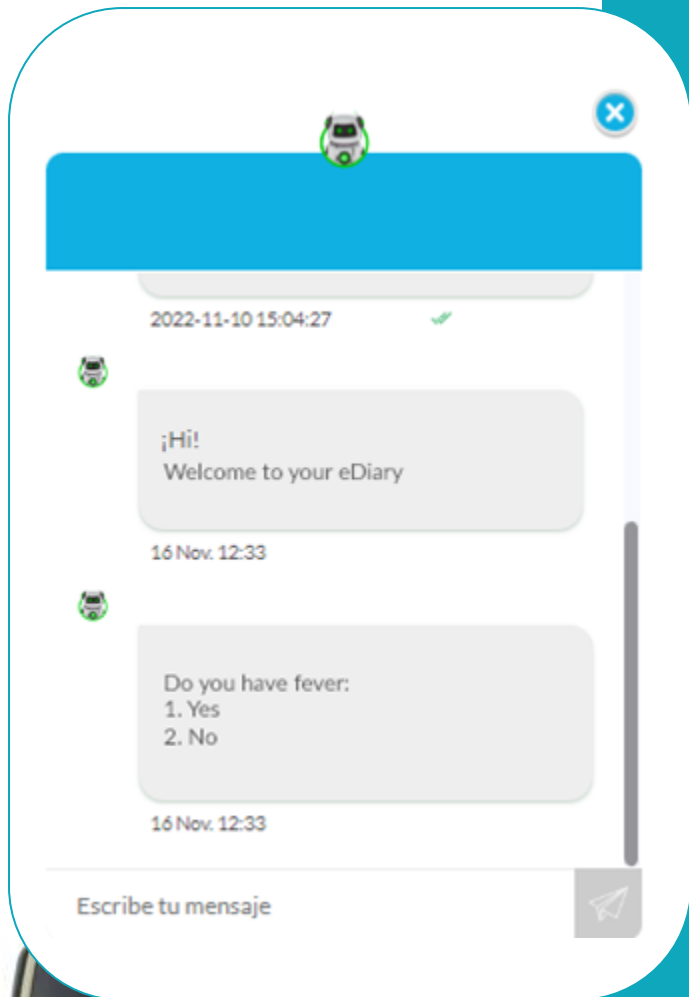 2022-11-10 15:04:27
¡Hi!
Welcome to your eDiary
16 Nov. 12:33
Do you have fever:
1. Yes
2. No
16 Nov. 12:33
Escribe tu mensaje